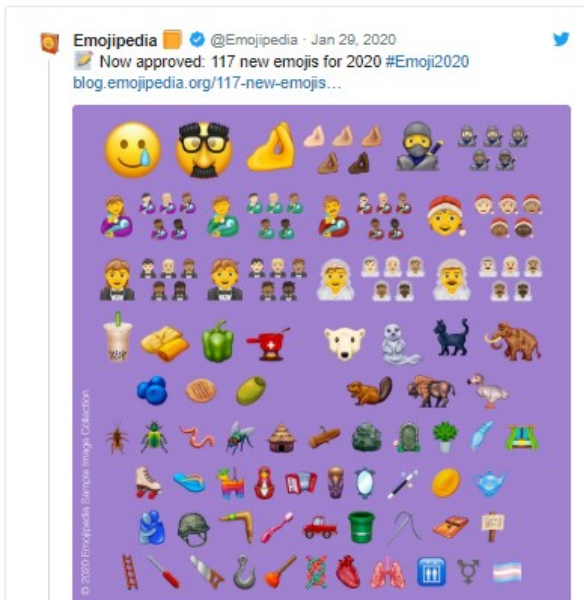 Emojipedia @Emojipedia · Jan 29, 2020
Now approved: 117 new emojis for 2020 #Emoji2020
blog.emojipedia.org/117-new-emojis…
© 2020 Emojipedia Sample Image Collection